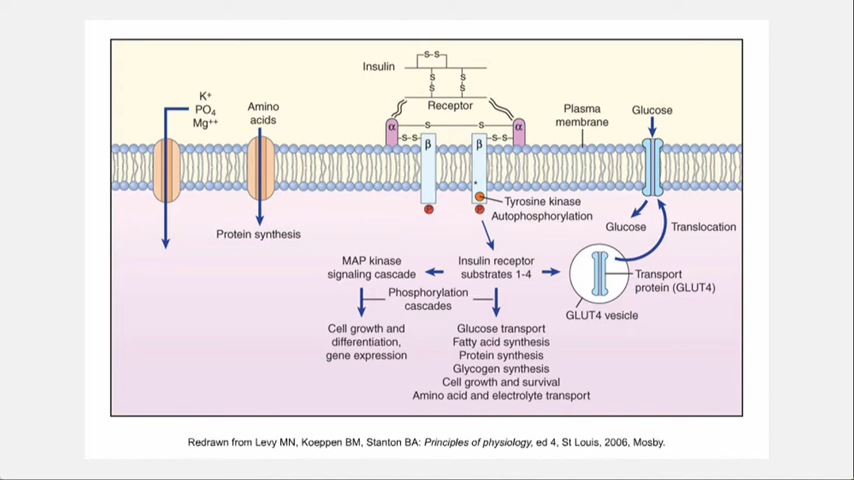 S-S
Insulin
S
S
S
S
Receptor
K+
PO4
Mg++
Amino
acids
Plasma
membrane
Glucose
α
S
S
α
S-S
β
β
S-S
Tyrosine kinase
P
P
Autophosphorylation
Protein synthesis
Glucose
Translocation
MAP kinase
signaling cascade
Insulin receptor
substrates 1-4
Transport
protein (GLUT4)
Phosphorylation
cascades
GLUT4 vesicle
Cell growth and
differentiation,
gene expression
Glucose transport
Fatty acid synthesis
Protein synthesis
Glycogen synthesis
Cell growth and survival
Amino acid and electrolyte transport
Redrawn from Levy MN, Koeppen BM, Stanton BA: Principles of physiology, ed 4, St Louis, 2006, Mosby.